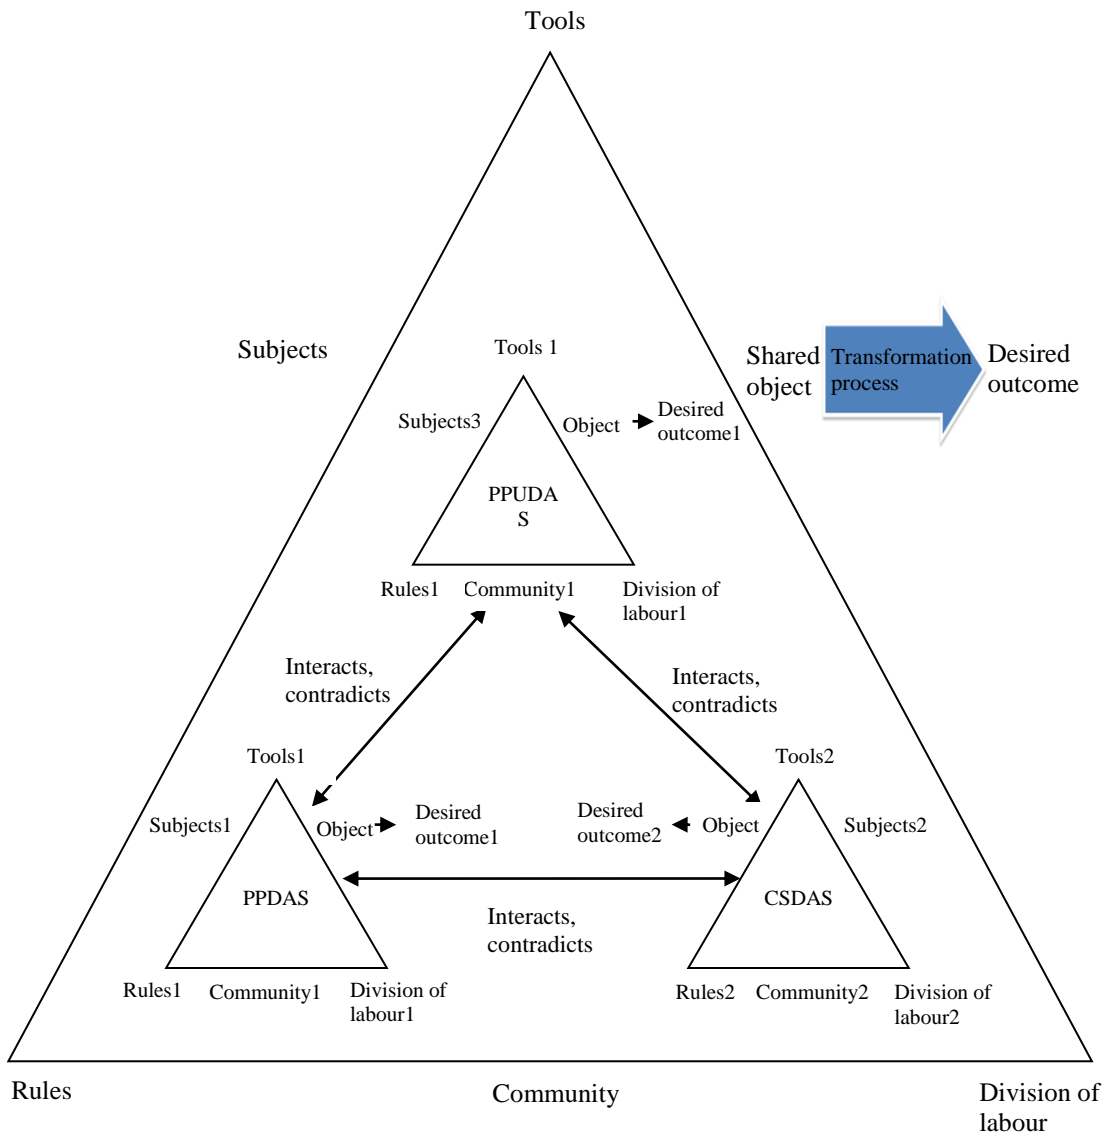 Tools
Subjects
Shared
object
Transformation
process
Desired
outcome
Tools 1
Subjects3
Object
Desired
outcome1
PPUDA
S
Rules1
Community1
Division of
labour1
Interacts,
contradicts
Interacts,
contradicts
Tools1
Subjects1
Object
Desired
outcome1
PPDAS
Rules1
Community1
Division of
labour1
Interacts,
contradicts
Tools2
Desired
outcome2
Object
Subjects2
CSDAS
Rules2
Community2
Division of
labour2
Rules
Community
Division of
labour